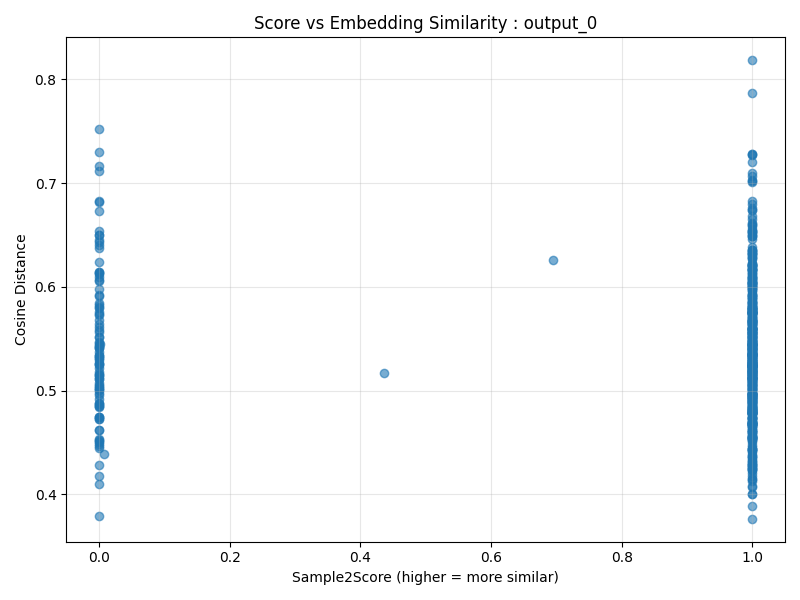 Score vs Embedding Similarity : output_0
Cosine Distance
0.8
0.7
0.6
0.5
0.4
0.0 0.2 0.4 0.6 0.8 1.0
Sample2Score (higher = more similar)